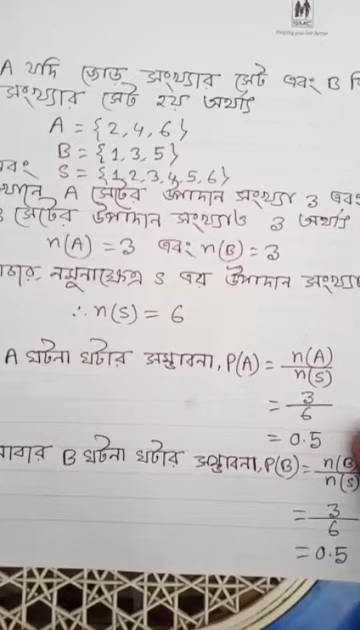 SMC
A যদি জোড় সংখ্যার সেট এবং B বি
সংখ্যার সেট হয় অর্থাৎ
A = {2, 4, 6}
B = {1, 3, 5}
এবং S = {1, 2, 3, 4, 5, 6}
A সেটের উপাদান সংখ্যা 3 এবং
সেটের উপাদান সংখ্যাও 3 অর্থাৎ
n(A) = 3 এবং n(B) = 3
নমুনাক্ষেত্র S এর উপাদান সংখ্যা
∴ n(S) = 6
A ঘটনা ঘটার সম্ভাবনা, P(A) = n(A)/n(S)
= 3/6
= 0.5
আবার B ঘটনা ঘটার সম্ভাবনা, P(B) = n(B)/n(S)
= 3/6
= 0.5